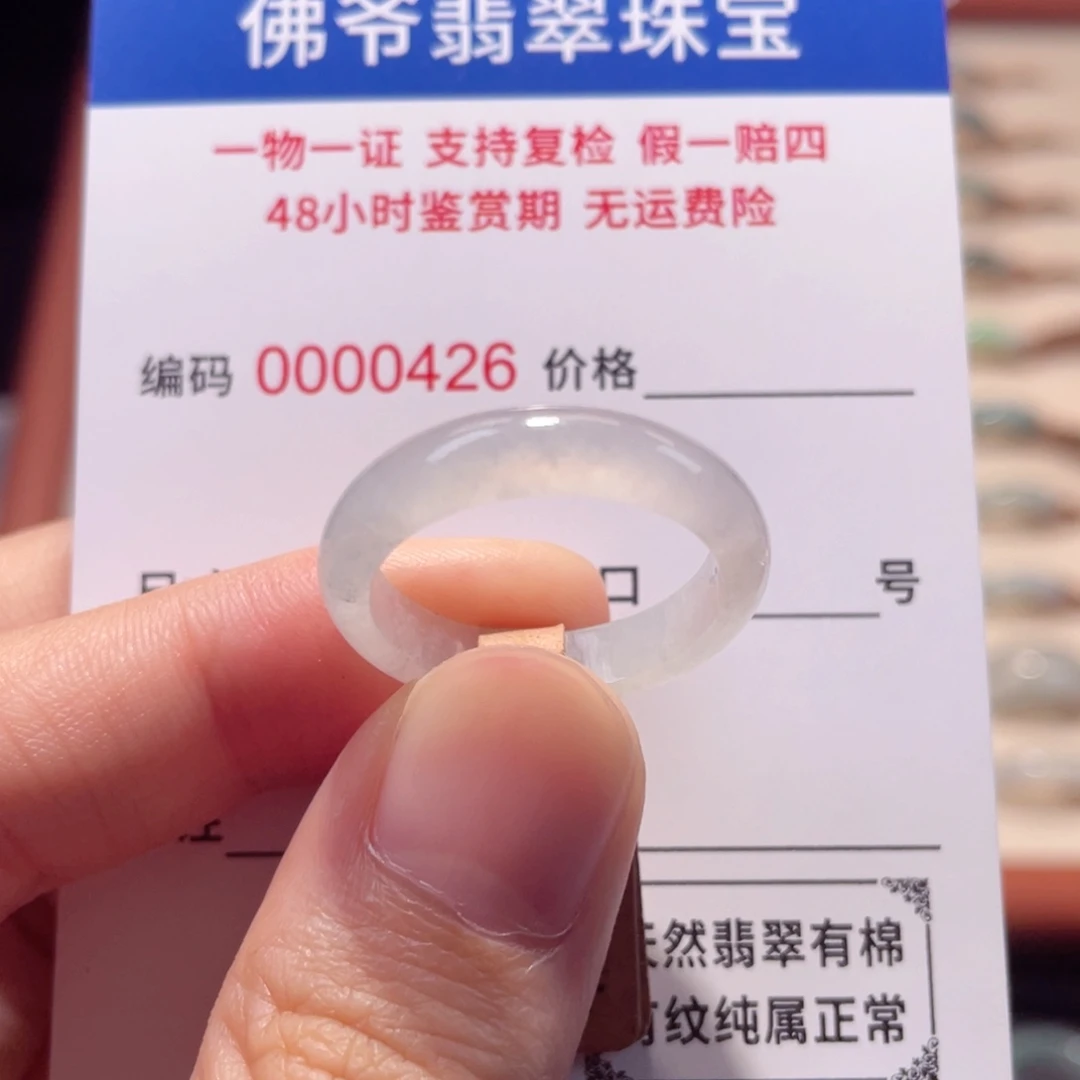 佛爷翡翠珠宝
一物一证 支持复检 假一赔四
48小时鉴赏期 无运费险
编码 0000426 价格
口 号
然翡翠有棉
纹纯属正常